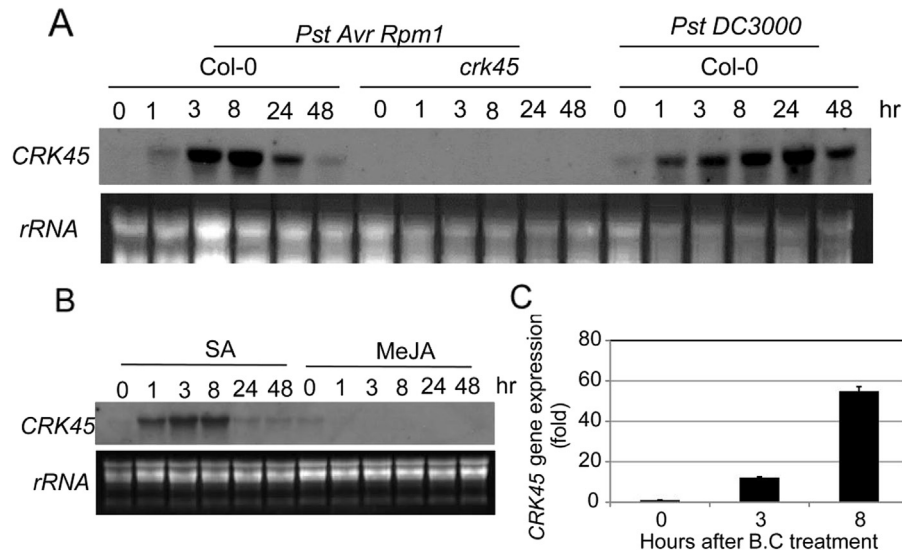 A
Pst Avr Rpm1 Pst DC3000
Col-0 crk45 Col-0
0 1 3 8 24 48 0 1 3 8 24 48 0 1 3 8 24 48 hr
CRK45
rRNA
B
SA MeJA
0 1 3 8 24 48 0 1 3 8 24 48 hr
CRK45
rRNA
C
CRK45 gene expression
(fold)
80
60
40
20
0
0 3 8
Hours after B.C treatment